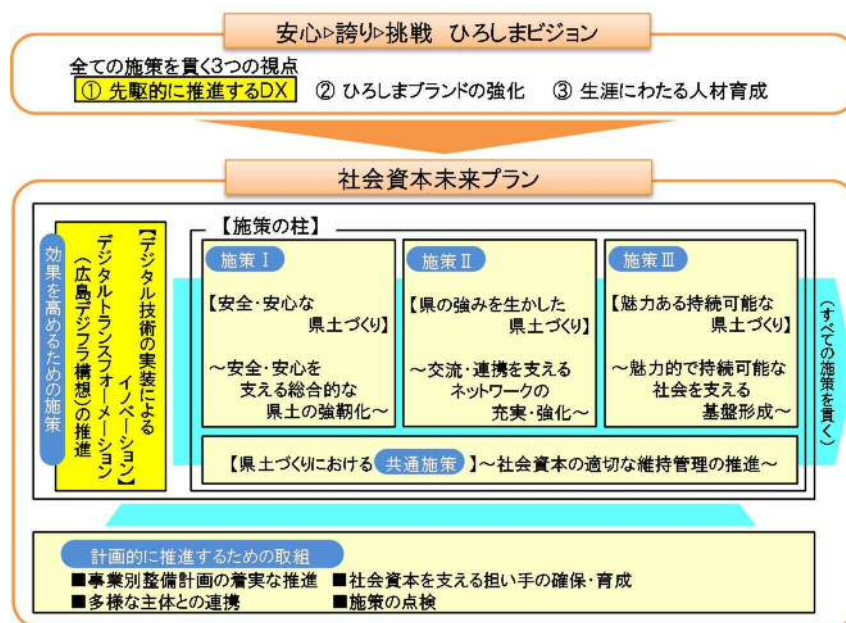 安心▷誇り▷挑戦 ひろしまビジョン
全ての施策を貫く3つの視点
① 先駆的に推進するDX ② ひろしまブランドの強化 ③ 生涯にわたる人材育成
社会資本未来プラン
効果を高めるための施策
【デジタル技術の実装による
イノベーション】
デジタルトランスフォーメーション
(広島デジフラ構想)の推進
【施策の柱】
施策Ⅰ
【安全・安心な
県土づくり】
~安全・安心を
支える総合的な
県土の強靭化~
施策Ⅱ
【県の強みを生かした
県土づくり】
~交流・連携を支える
ネットワークの
充実・強化~
施策Ⅲ
【魅力ある持続可能な
県土づくり】
~魅力的で持続可能な
社会を支える
基盤形成~
(すべての施策を貫く)
【県土づくりにおける 共通施策 】~社会資本の適切な維持管理の推進~
計画的に推進するための取組
■事業別整備計画の着実な推進 ■社会資本を支える担い手の確保・育成
■多様な主体との連携 ■施策の点検